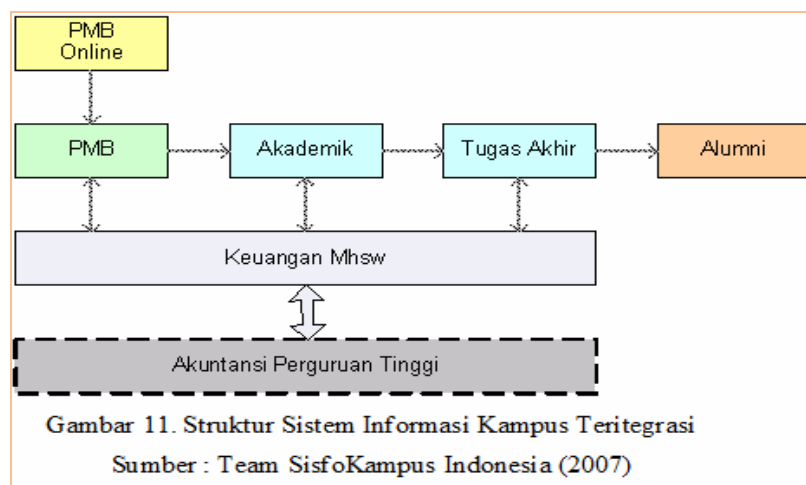 PMB
Online
PMB
Akademik
Tugas Akhir
Alumni
Keuangan Mhsw
Akuntansi Perguruan Tinggi
Gambar 11. Struktur Sistem Informasi Kampus Teritegrasi
Sumber : Team SisfoKampus Indonesia (2007)